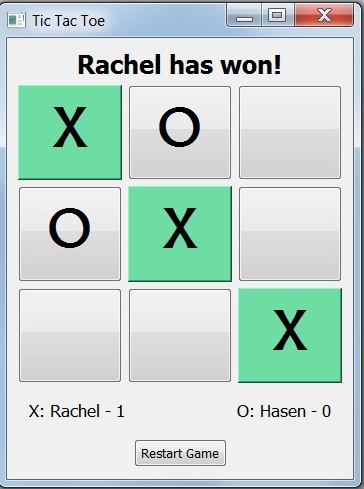 Tic Tac Toe
Rachel has won!
X O
O X
X
X: Rachel - 1 O: Hasen - 0
Restart Game